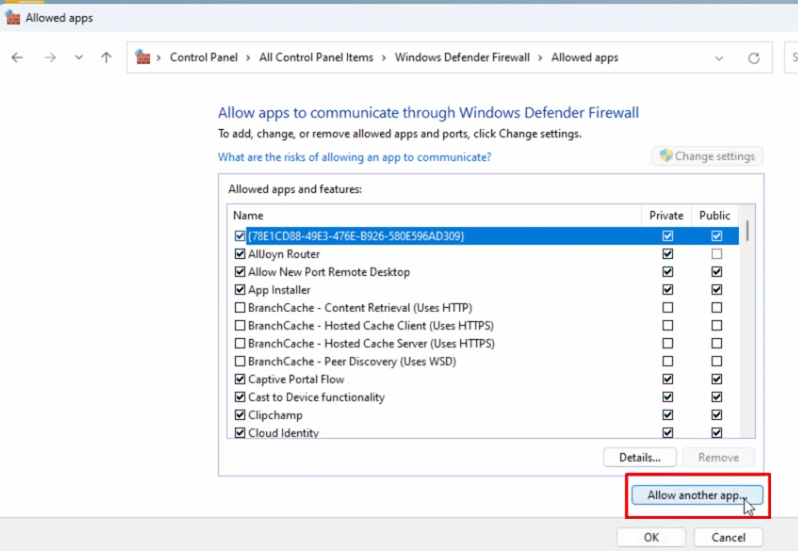 Allowed apps
Control Panel > All Control Panel Items > Windows Defender Firewall > Allowed apps
Allow apps to communicate through Windows Defender Firewall
To add, change, or remove allowed apps and ports, click Change settings.
What are the risks of allowing an app to communicate?
Change settings
Allowed apps and features:
Name Private Public
{78E1CD88-49E3-476E-B926-580E596AD309}
AllJoyn Router
Allow New Port Remote Desktop
App Installer
BranchCache - Content Retrieval (Uses HTTP)
BranchCache - Hosted Cache Client (Uses HTTPS)
BranchCache - Hosted Cache Server (Uses HTTPS)
BranchCache - Peer Discovery (Uses WSD)
Captive Portal Flow
Cast to Device functionality
Clipchamp
Cloud Identity
Details... Remove
Allow another app...
OK Cancel